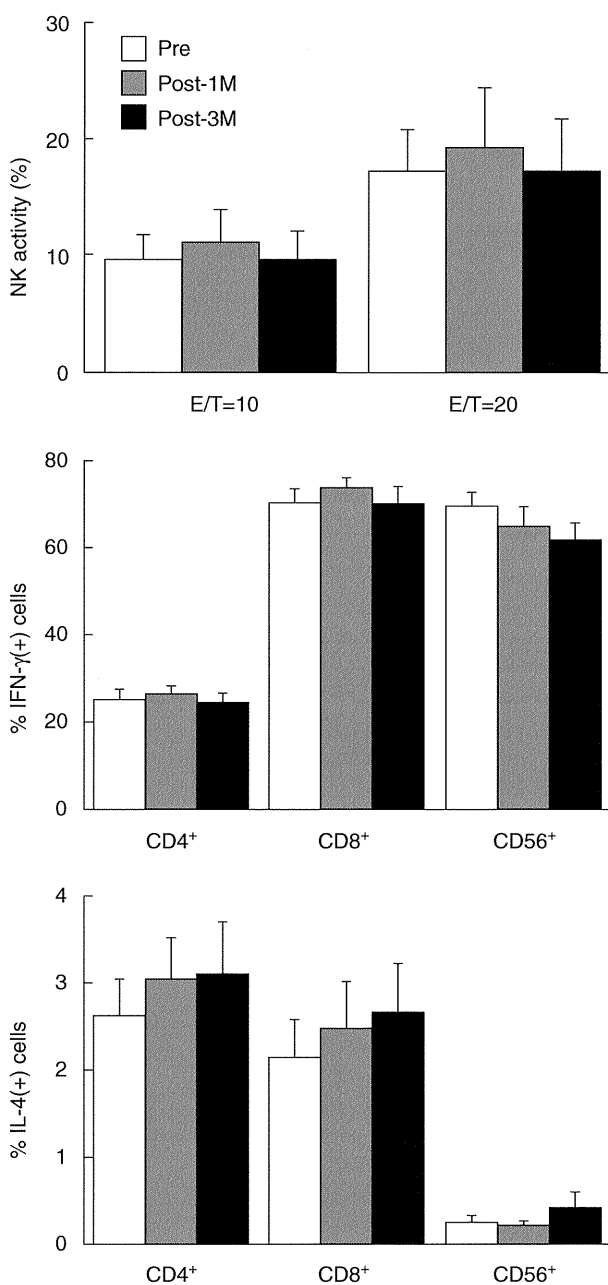 30
20
10
0
NK activity (%)
Pre
Post-1M
Post-3M
E/T=10
E/T=20
80
60
40
20
0
% IFN-γ(+) cells
CD4⁺
CD8⁺
CD56⁺
4
3
2
1
0
% IL-4(+) cells
CD4⁺
CD8⁺
CD56⁺